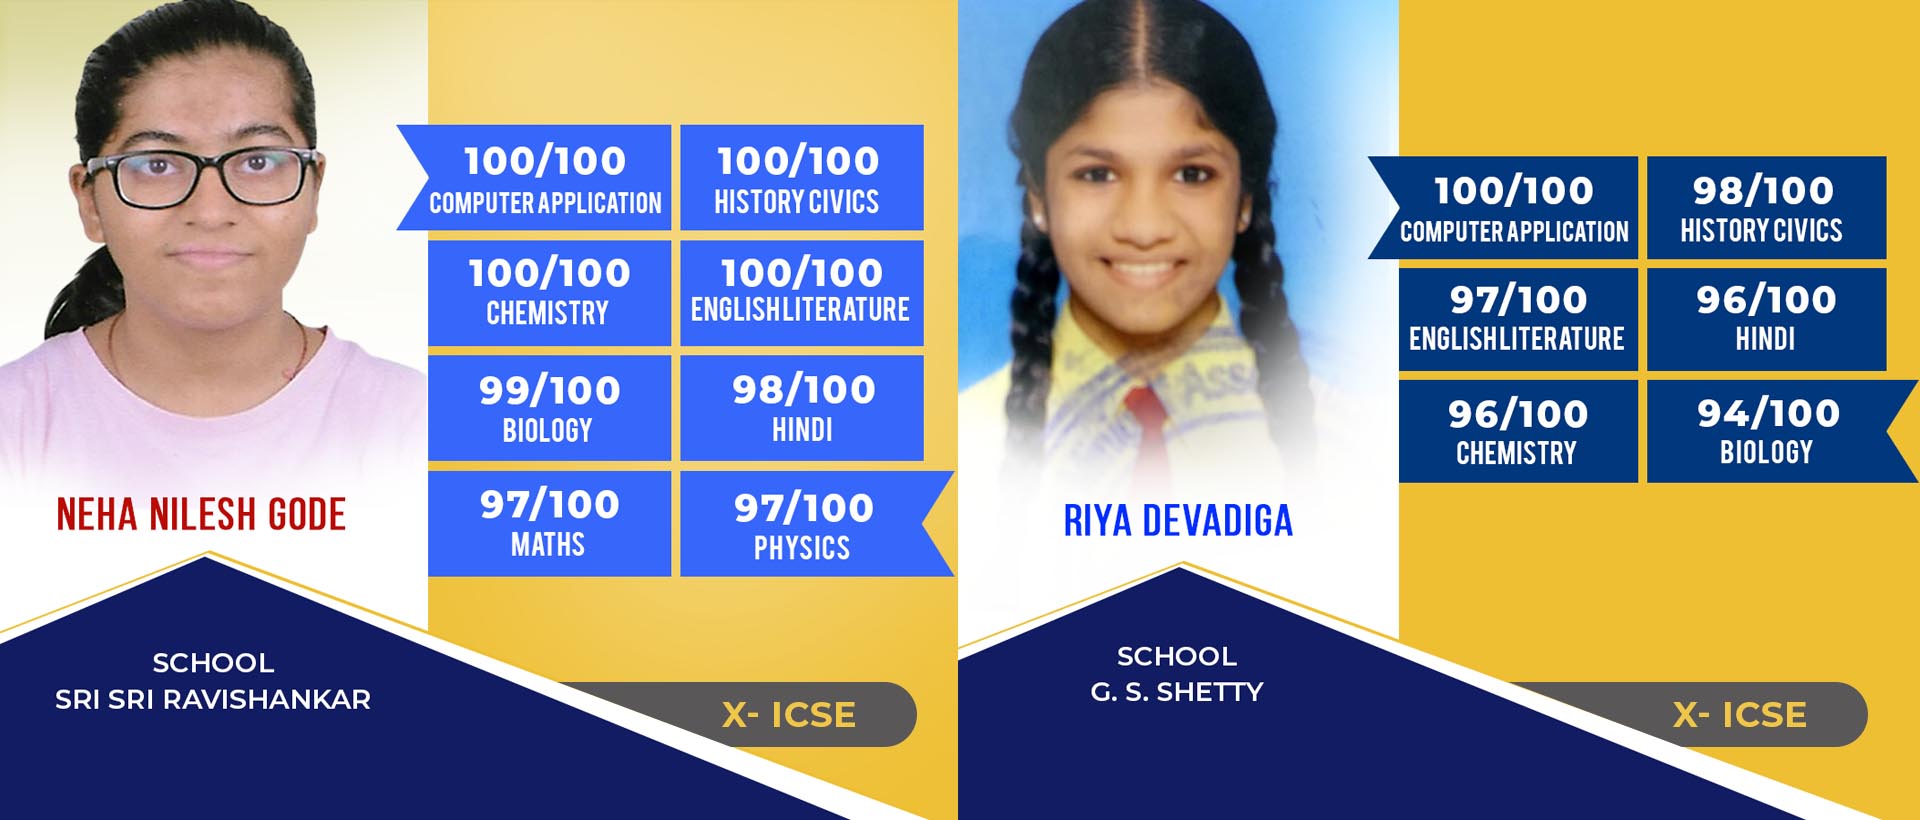 100/100
COMPUTER APPLICATION
100/100
HISTORY CIVICS
100/100
CHEMISTRY
100/100
ENGLISH LITERATURE
99/100
BIOLOGY
98/100
HINDI
97/100
MATHS
97/100
PHYSICS
NEHA NILESH GODE
SCHOOL
SRI SRI RAVISHANKAR
X- ICSE
100/100
COMPUTER APPLICATION
98/100
HISTORY CIVICS
97/100
ENGLISH LITERATURE
96/100
HINDI
96/100
CHEMISTRY
94/100
BIOLOGY
RIYA DEVADIGA
SCHOOL
G. S. SHETTY
X- ICSE